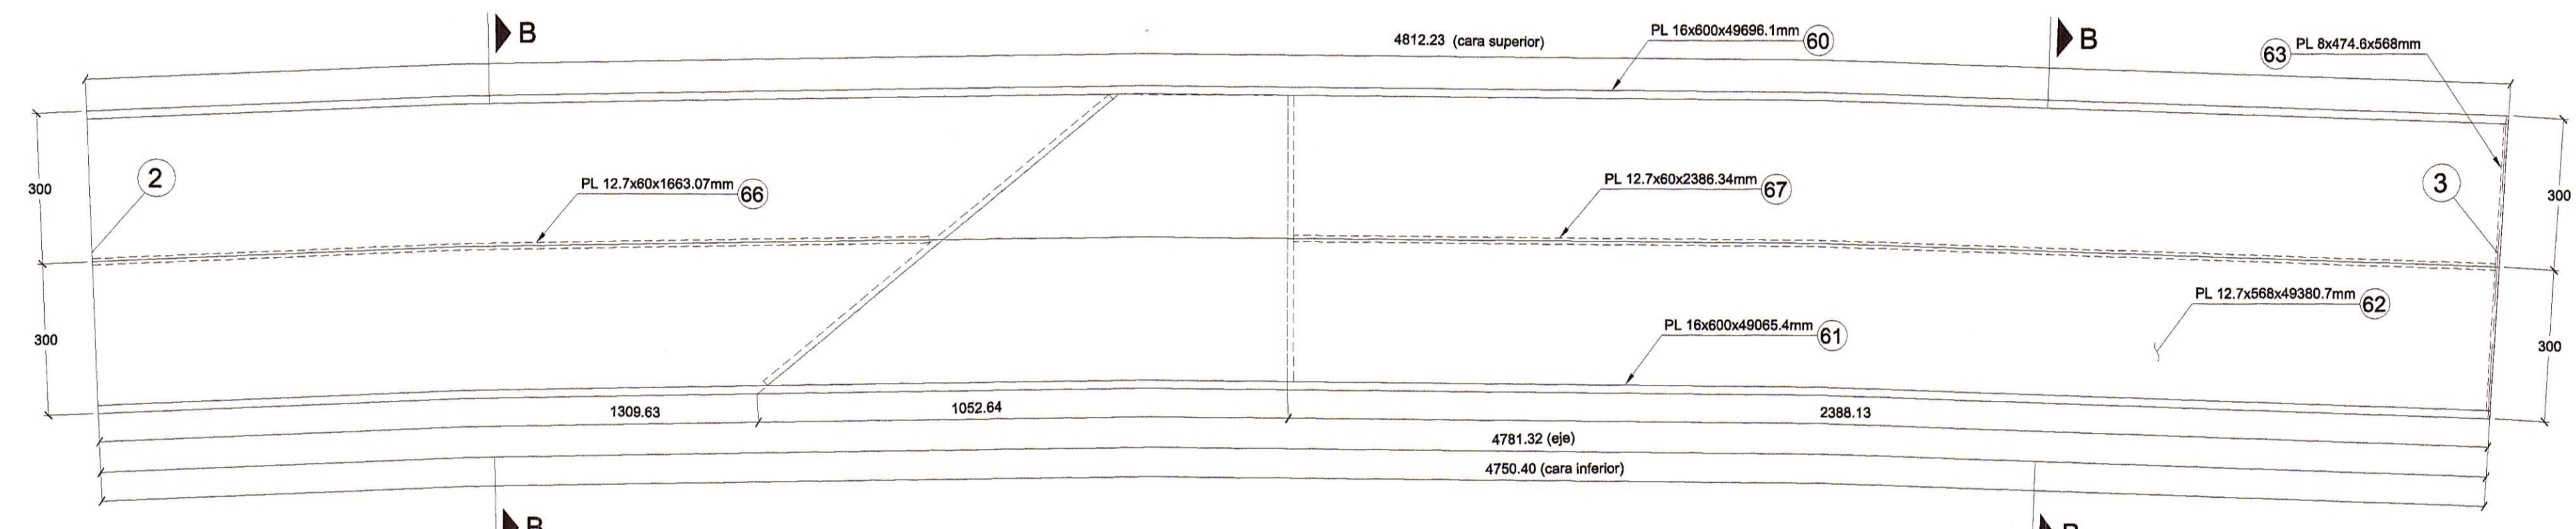 B
4812.23 (cara superior)
PL 16x600x49696.1mm 60
B
63 PL 8x474.6x568mm
300
2
PL 12.7x60x1663.07mm 66
PL 12.7x60x2386.34mm 67
3
300
300
PL 12.7x568x49380.7mm 62
PL 16x600x49065.4mm 61
300
1309.63
1052.64
2388.13
4781.32 (eje)
4750.40 (cara inferior)
B
B